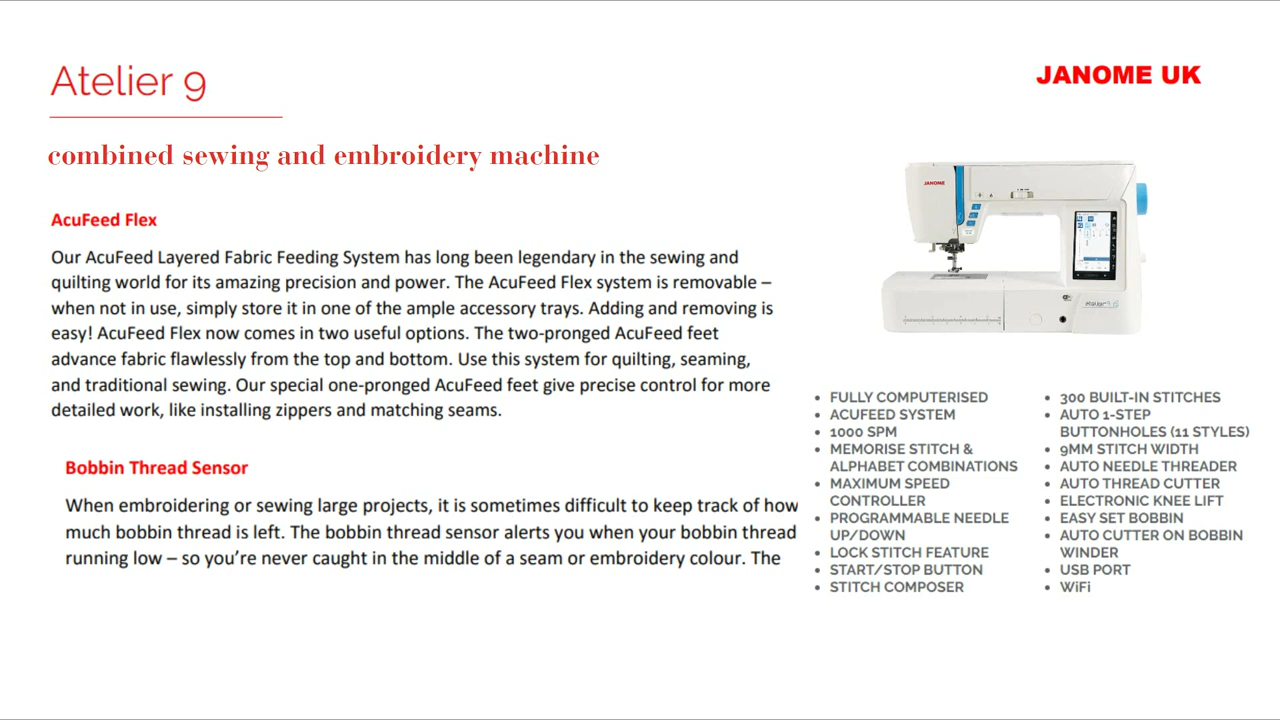 Atelier 9
JANOME UK
combined sewing and embroidery machine
AcuFeed Flex
Our AcuFeed Layered Fabric Feeding System has long been legendary in the sewing and
quilting world for its amazing precision and power. The AcuFeed Flex system is removable –
when not in use, simply store it in one of the ample accessory trays. Adding and removing is
easy! AcuFeed Flex now comes in two useful options. The two-pronged AcuFeed feet
advance fabric flawlessly from the top and bottom. Use this system for quilting, seaming,
and traditional sewing. Our special one-pronged AcuFeed feet give precise control for more
detailed work, like installing zippers and matching seams.
Bobbin Thread Sensor
When embroidering or sewing large projects, it is sometimes difficult to keep track of how
much bobbin thread is left. The bobbin thread sensor alerts you when your bobbin thread
running low – so you’re never caught in the middle of a seam or embroidery colour. The
JANOME
• FULLY COMPUTERISED
• ACUFEED SYSTEM
• 1000 SPM
• MEMORISE STITCH &
ALPHABET COMBINATIONS
• MAXIMUM SPEED
CONTROLLER
• PROGRAMMABLE NEEDLE
UP/DOWN
• LOCK STITCH FEATURE
• START/STOP BUTTON
• STITCH COMPOSER
• 300 BUILT-IN STITCHES
• AUTO 1-STEP
BUTTONHOLES (11 STYLES)
• 9MM STITCH WIDTH
• AUTO NEEDLE THREADER
• AUTO THREAD CUTTER
• ELECTRONIC KNEE LIFT
• EASY SET BOBBIN
• AUTO CUTTER ON BOBBIN
WINDER
• USB PORT
• WiFi